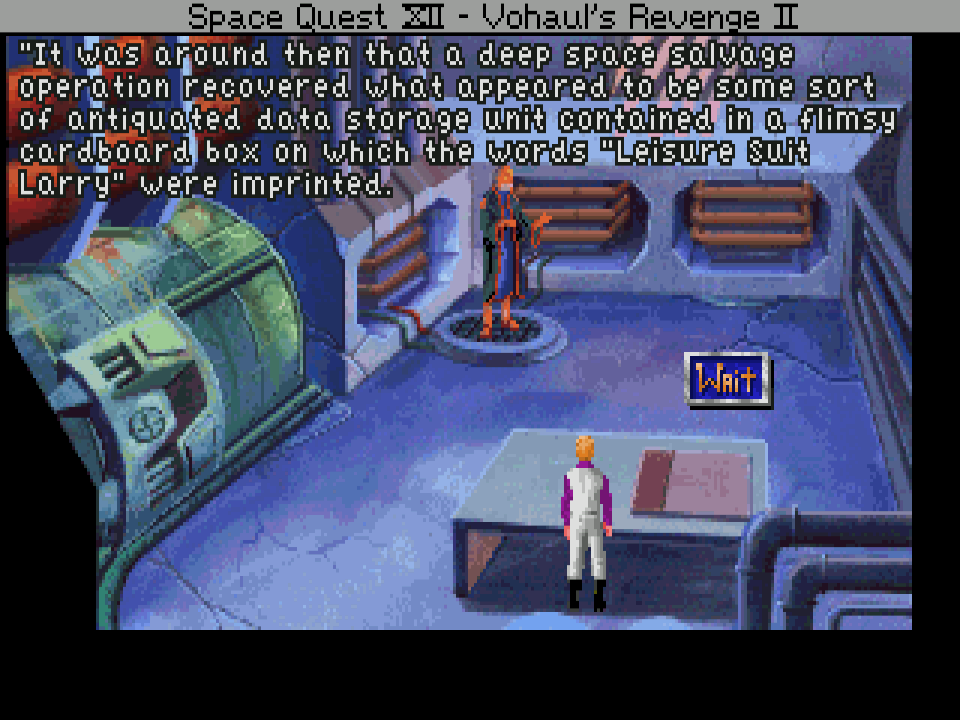 Space Quest XII - Vohaul's Revenge II
"It was around then that a deep space salvage
operation recovered what appeared to be some sort
of antiquated data storage unit contained in a flimsy
cardboard box on which the words "Leisure Suit
Larry" were imprinted.
Wait